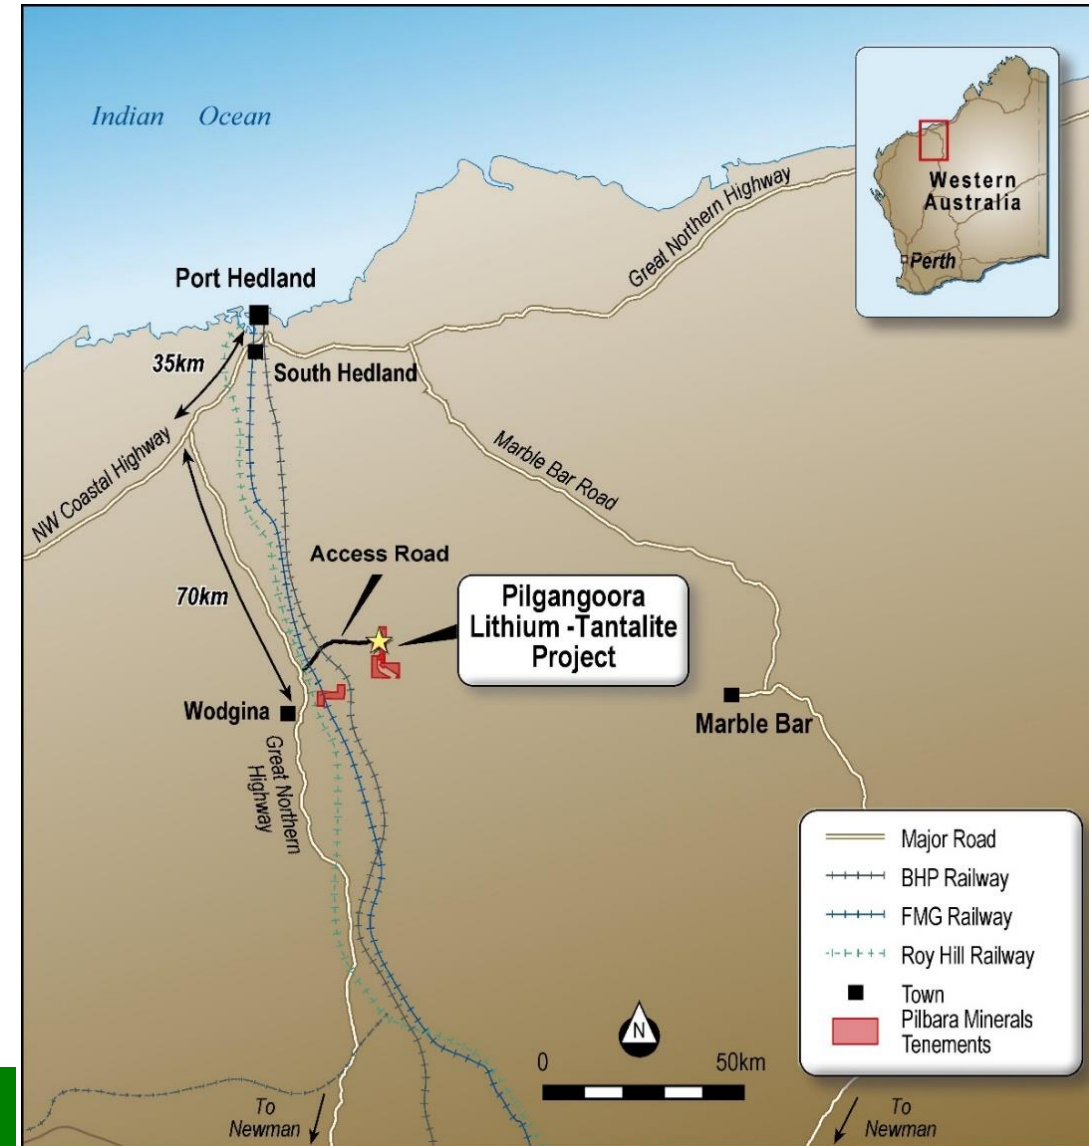 Indian Ocean
Western
Australia
Perth
Great Northern Highway
Port Hedland
35km
South Hedland
NW Coastal Highway
Marble Bar Road
Access Road
70km
Pilgangoora
Lithium -Tantalite
Project
Wodgina
Marble Bar
Great Northern
Highway
Major Road
BHP Railway
FMG Railway
Roy Hill Railway
Town
Pilbara Minerals
Tenements
N
0 50km
To
Newman
To
Newman